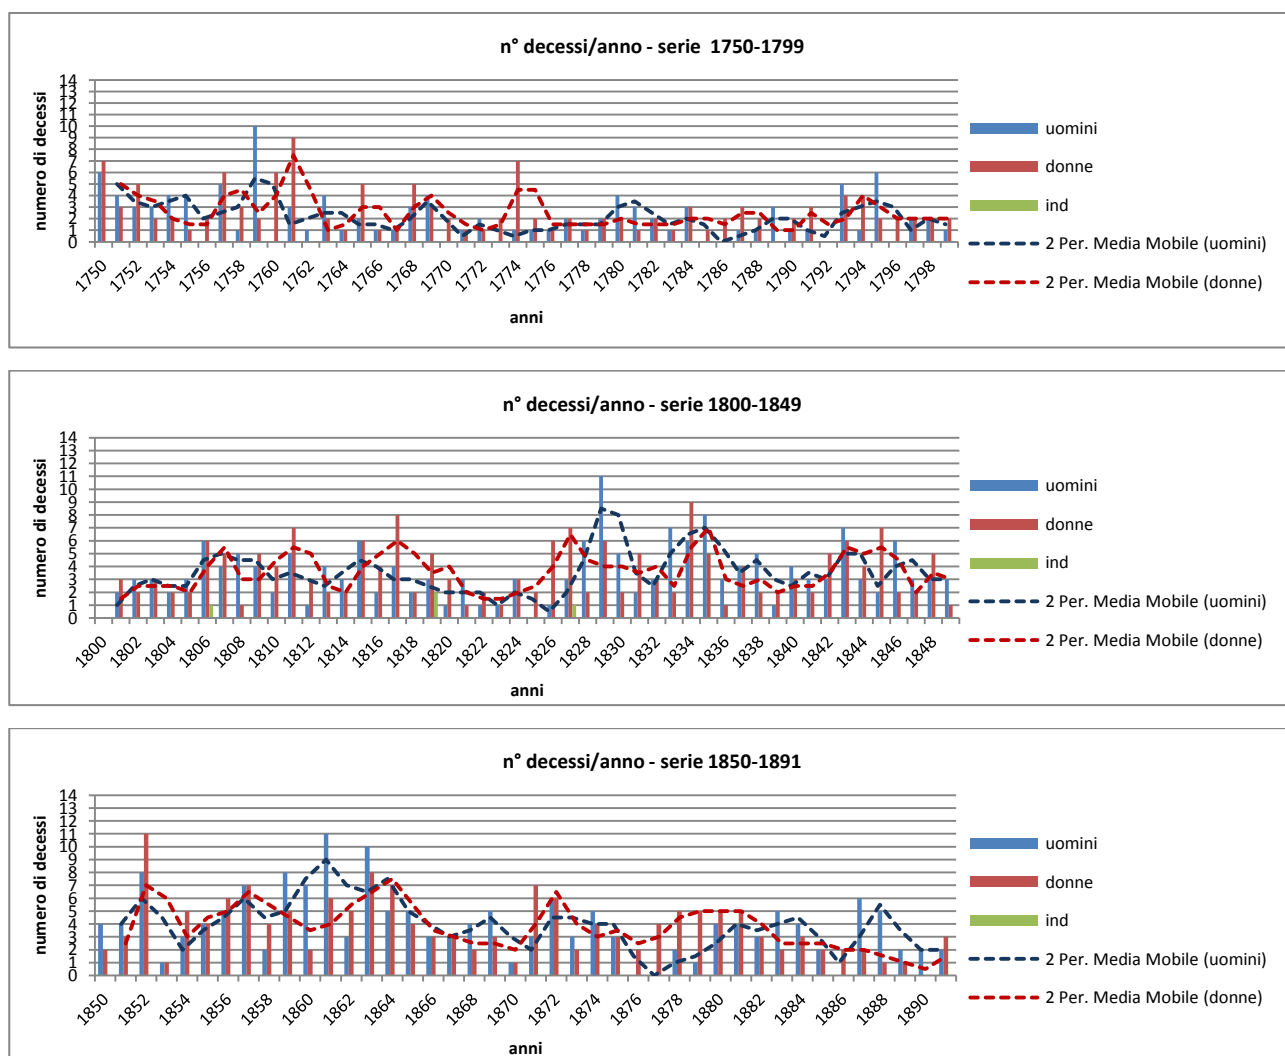 n° decessi/anno - serie  1750-1799
numero di decessi
14
13
12
11
10
9
8
7
6
5
4
3
2
1
0
1750 1752 1754 1756 1758 1760 1762 1764 1766 1768 1770 1772 1774 1776 1778 1780 1782 1784 1786 1788 1790 1792 1794 1796 1798
anni
uomini
donne
ind
2 Per. Media Mobile (uomini)
2 Per. Media Mobile (donne)
n° decessi/anno - serie 1800-1849
numero di decessi
14
13
12
11
10
9
8
7
6
5
4
3
2
1
0
1800 1802 1804 1806 1808 1810 1812 1814 1816 1818 1820 1822 1824 1826 1828 1830 1832 1834 1836 1838 1840 1842 1844 1846 1848
anni
uomini
donne
ind
2 Per. Media Mobile (uomini)
2 Per. Media Mobile (donne)
n° decessi/anno - serie 1850-1891
numero di decessi
14
13
12
11
10
9
8
7
6
5
4
3
2
1
0
1850 1852 1854 1856 1858 1860 1862 1864 1866 1868 1870 1872 1874 1876 1878 1880 1882 1884 1886 1888 1890
anni
uomini
donne
ind
2 Per. Media Mobile (uomini)
2 Per. Media Mobile (donne)